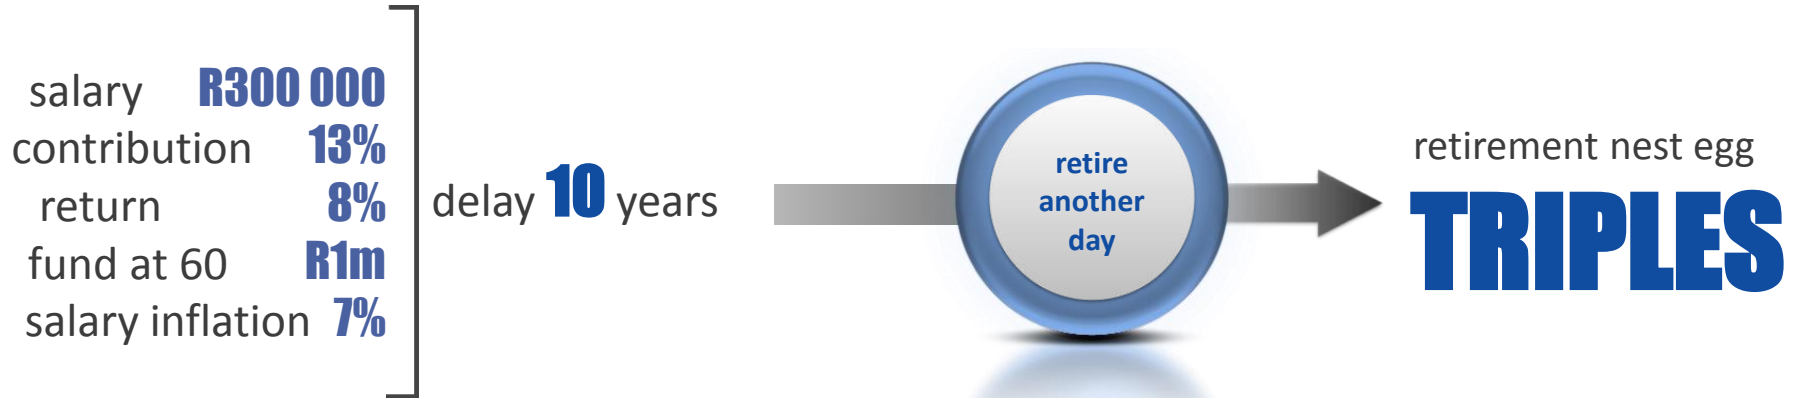 salary R300 000
contribution 13%
return 8%
fund at 60 R1m
salary inflation 7%
delay 10 years
retire
another
day
retirement nest egg
TRIPLES